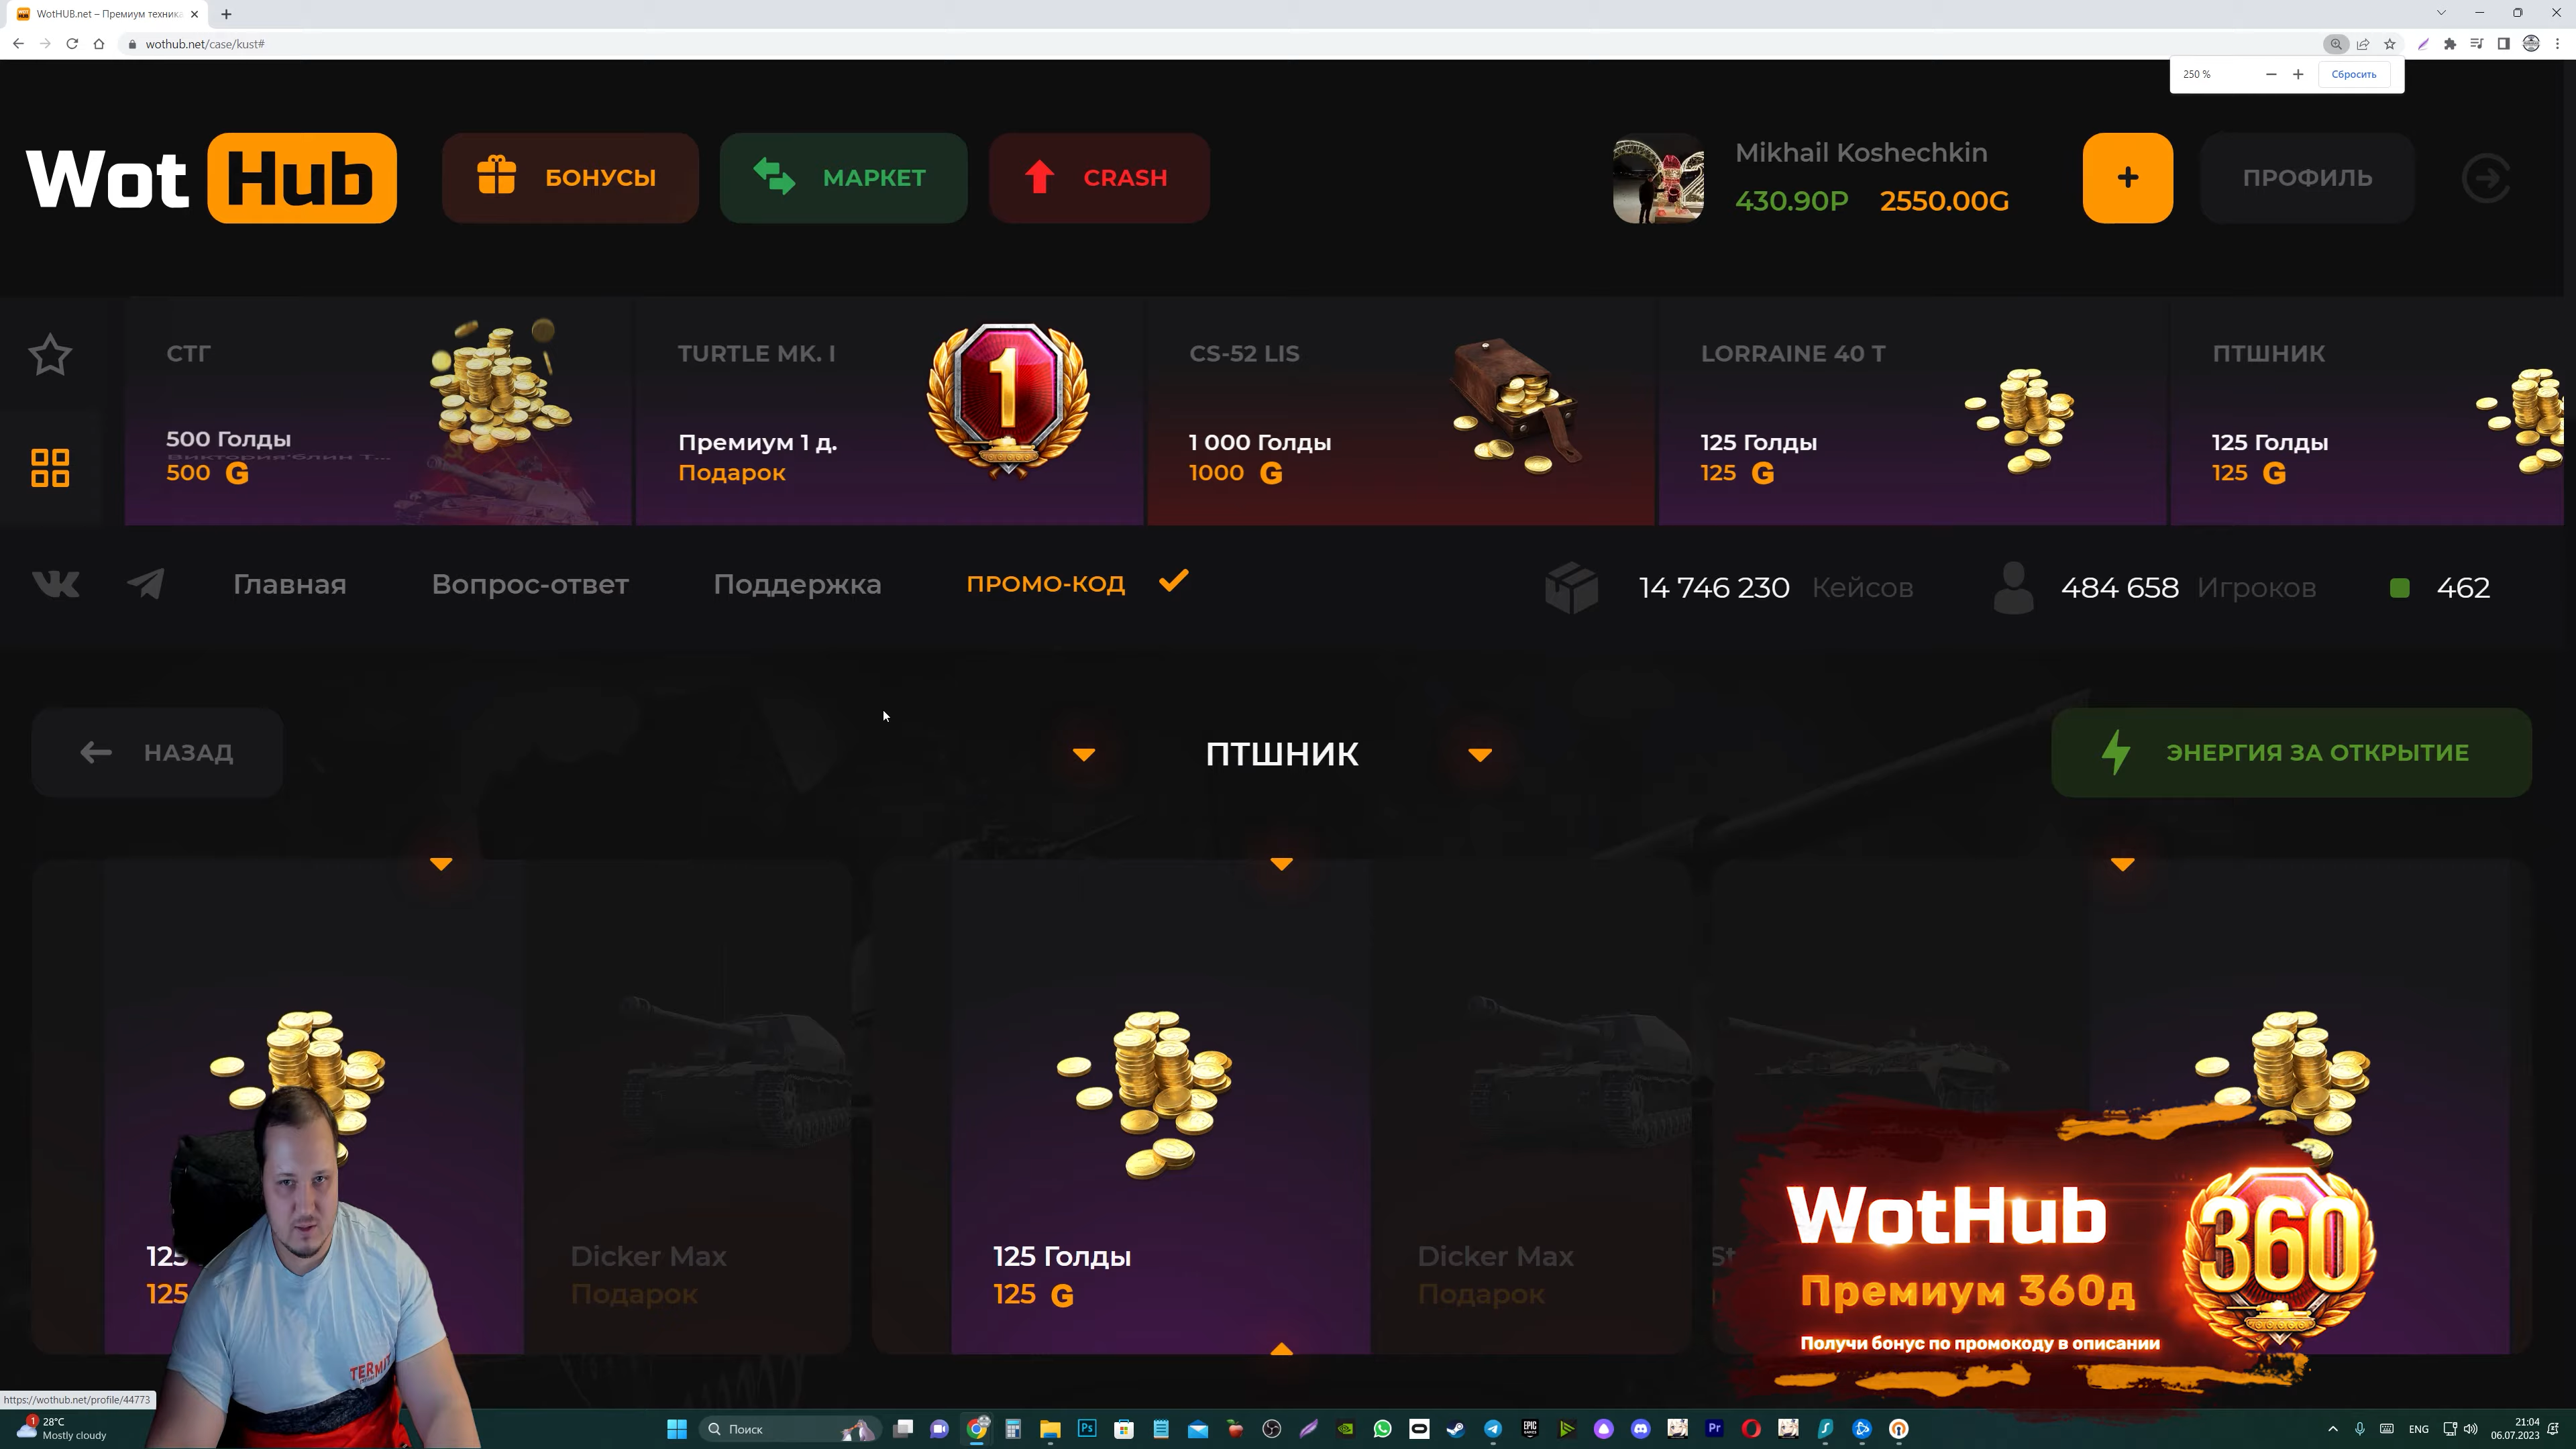 WotHUB.net – Премиум техника
wothub.net/case/kust#
250 %
Сбросить
Wot Hub
БОНУСЫ
МАРКЕТ
CRASH
Mikhail Koshechkin
430.90Р 2550.00G
+
ПРОФИЛЬ
СТГ
500 Голды
500 G
TURTLE MK. I
Премиум 1 д.
Подарок
1
CS-52 LIS
1 000 Голды
1000 G
LORRAINE 40 T
125 Голды
125 G
ПТШНИК
125 Голды
125 G
Главная
Вопрос-ответ
Поддержка
ПРОМО-КОД
14 746 230 Кейсов
484 658 Игроков
462
НАЗАД
ПТШНИК
ЭНЕРГИЯ ЗА ОТКРЫТИЕ
125
125
Dicker Max
Подарок
125 Голды
125 G
Dicker Max
Подарок
St
WotHub
Премиум 360д
Получи бонус по промокоду в описании
360
https://wothub.net/profile/44773
1
28°C
Mostly cloudy
Поиск
ENG
21:04
06.07.2023